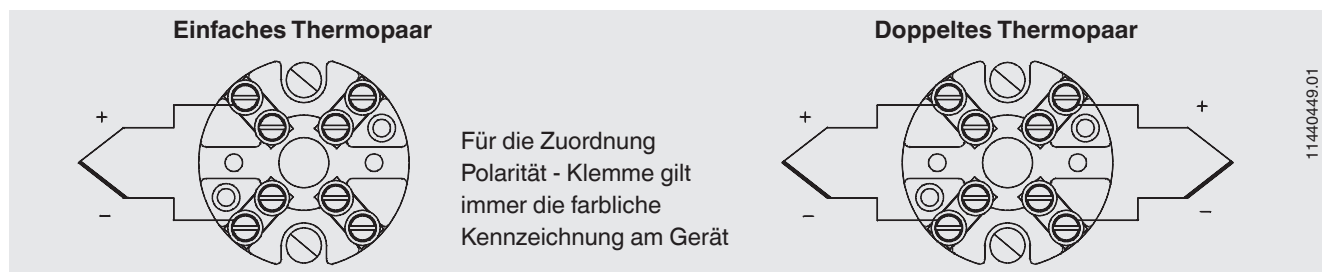 Einfaches Thermopaar
+
–
Für die Zuordnung
Polarität - Klemme gilt
immer die farbliche
Kennzeichnung am Gerät
Doppeltes Thermopaar
+
–
+
–
11440449.01